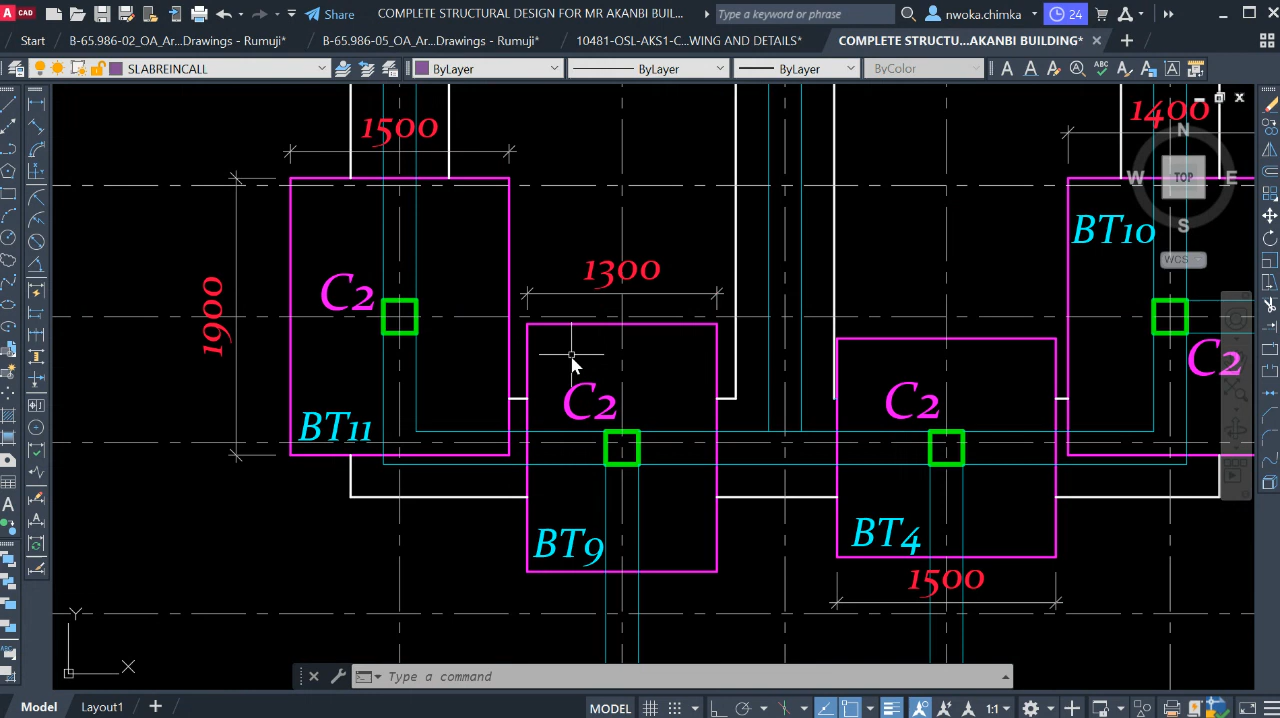 CAD
Share
COMPLETE STRUCTURAL DESIGN FOR MR AKANBI BUIL...
Type a keyword or phrase
nwoka.chimka
24
Start
B-65.986-02_OA_Ar...Drawings - Rumuji*
B-65.986-05_OA_Ar...Drawings - Rumuji*
10481-OSL-AKS1-C...WING AND DETAILS*
COMPLETE STRUCTU...AKANBI BUILDING*
SLABREINCALL
ByLayer
ByLayer
ByLayer
ByColor
1500
1400
N
W
TOP
E
S
WCS
BT10
1300
C2
1900
C2
C2
C2
BT11
BT9
BT4
1500
Y
X
Type a command
Model
Layout1
MODEL
1:1